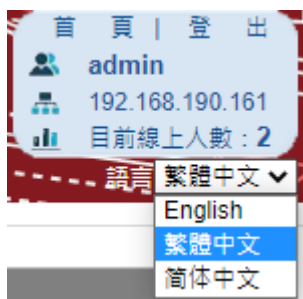 首 頁 | 登 出
admin
192.168.190.161
目前線上人數：2
語言 繁體中文
English
繁體中文
简体中文